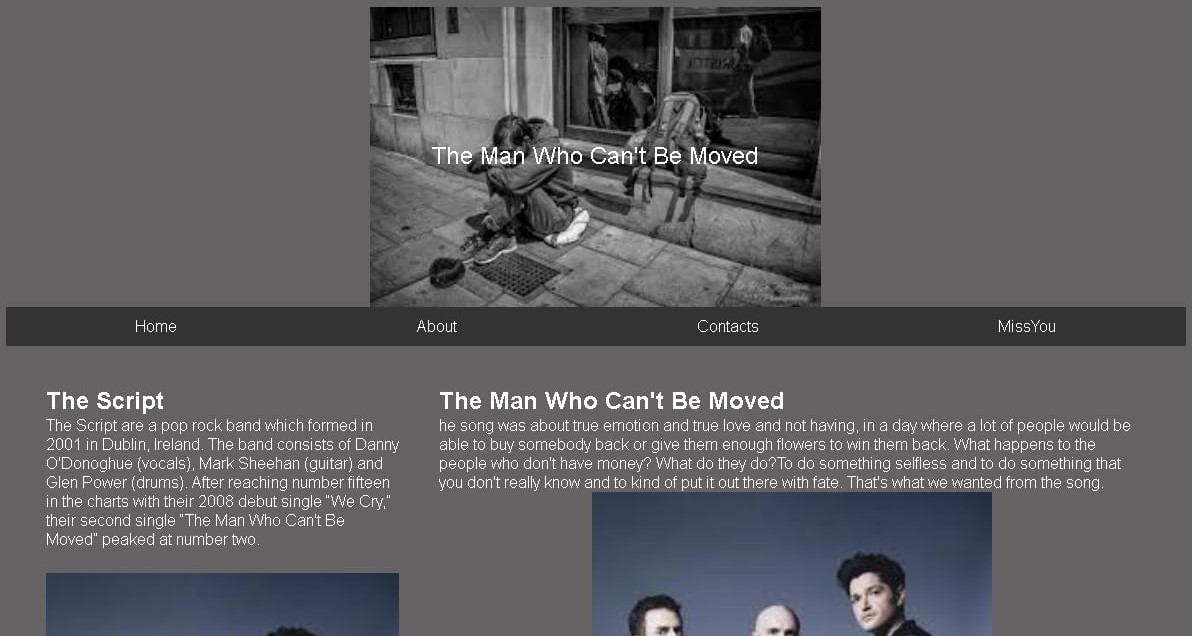 The Man Who Can't Be Moved
Home About Contacts MissYou
The Script
The Script are a pop rock band which formed in
2001 in Dublin, Ireland. The band consists of Danny
O'Donoghue (vocals), Mark Sheehan (guitar) and
Glen Power (drums). After reaching number fifteen
in the charts with their 2008 debut single "We Cry,"
their second single "The Man Who Can't Be
Moved" peaked at number two.
The Man Who Can't Be Moved
he song was about true emotion and true love and not having, in a day where a lot of people would be
able to buy somebody back or give them enough flowers to win them back. What happens to the
people who don't have money? What do they do?To do something selfless and to do something that
you don't really know and to kind of put it out there with fate. That's what we wanted from the song.